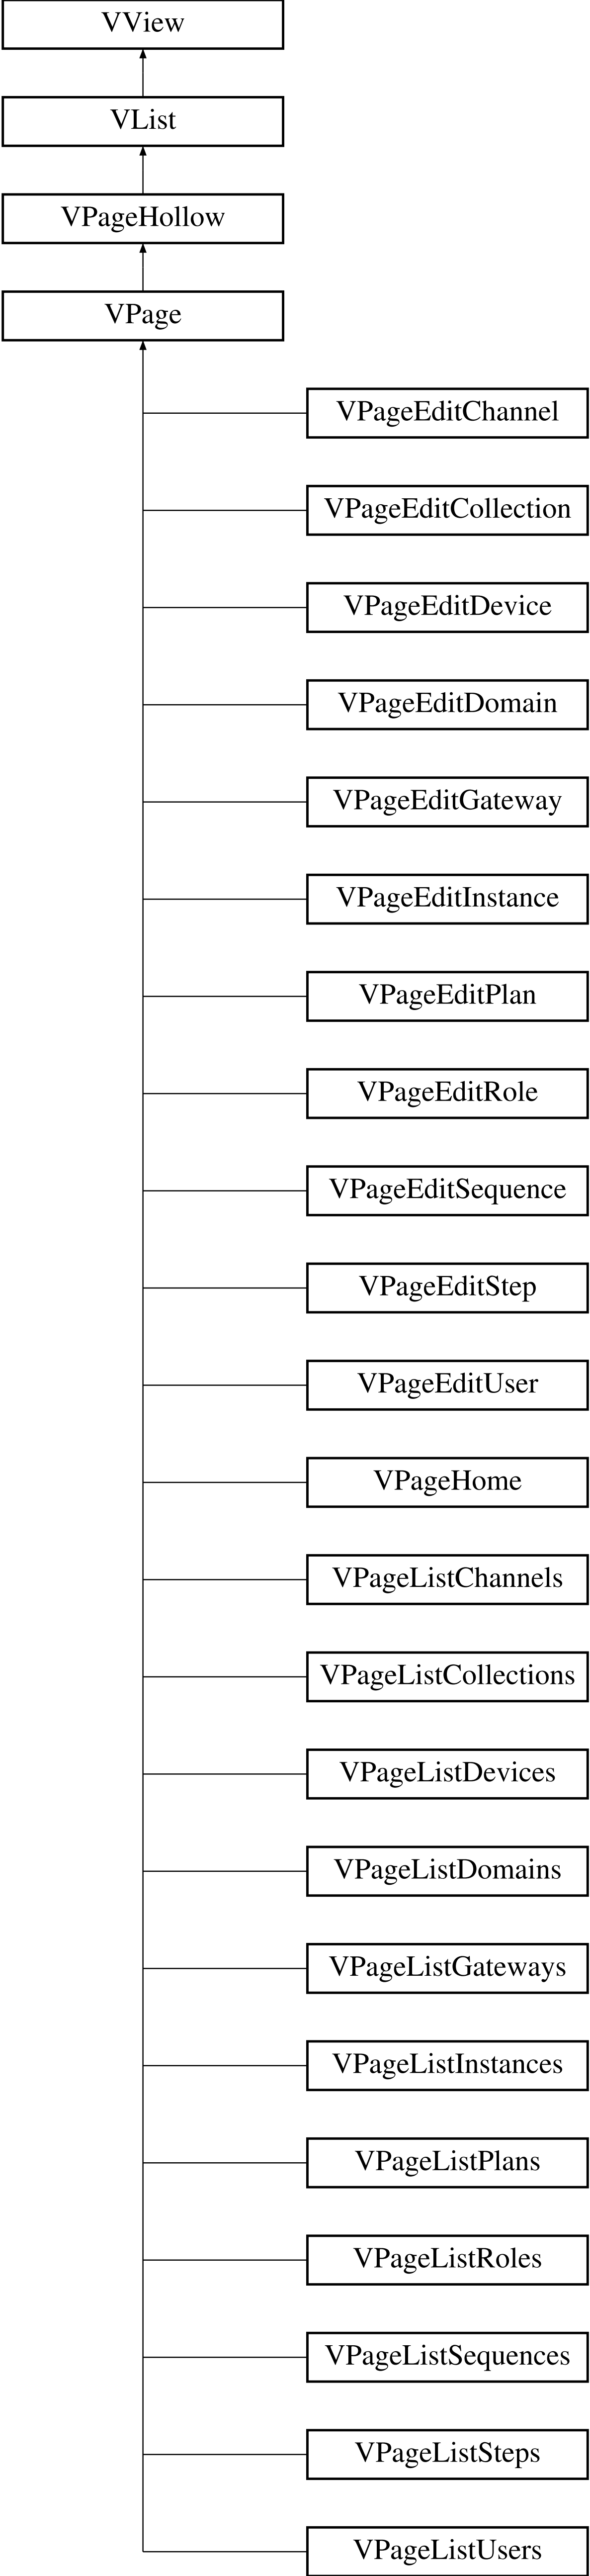 VView
VList
VPageHollow
VPage
VPageEditChannel
VPageEditCollection
VPageEditDevice
VPageEditDomain
VPageEditGateway
VPageEditInstance
VPageEditPlan
VPageEditRole
VPageEditSequence
VPageEditStep
VPageEditUser
VPageHome
VPageListChannels
VPageListCollections
VPageListDevices
VPageListDomains
VPageListGateways
VPageListInstances
VPageListPlans
VPageListRoles
VPageListSequences
VPageListSteps
VPageListUsers